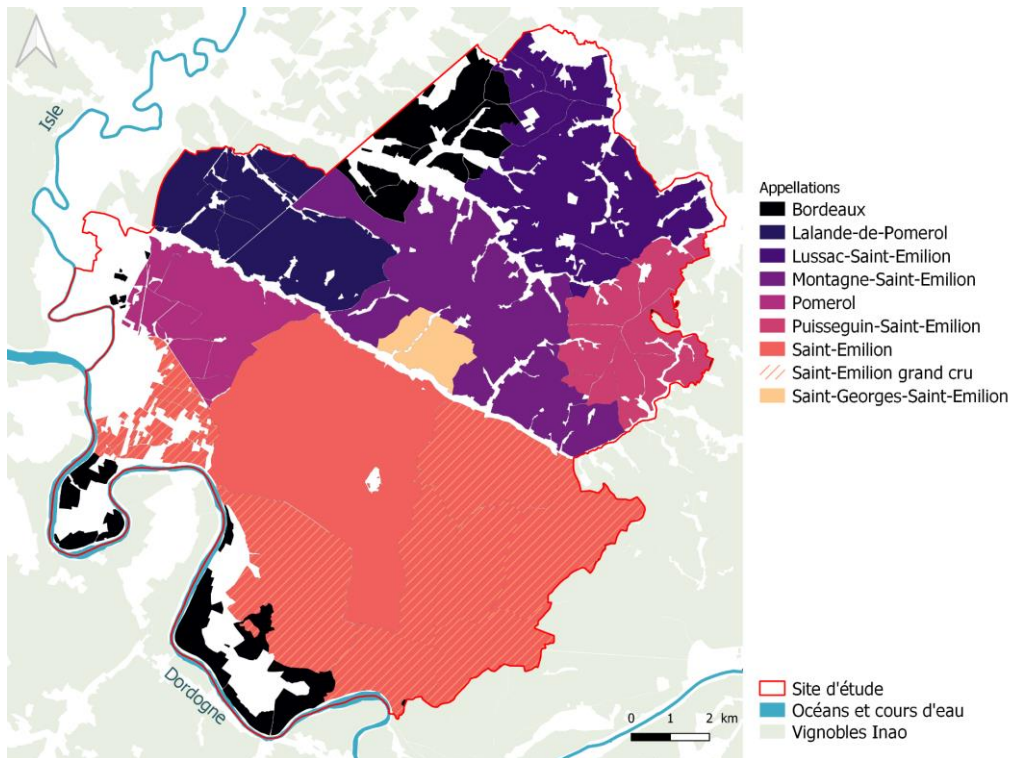 Isle
Dordogne
0 1 2 km
Appellations
Bordeaux
Lalande-de-Pomerol
Lussac-Saint-Emilion
Montagne-Saint-Emilion
Pomerol
Puisseguin-Saint-Emilion
Saint-Emilion
Saint-Emilion grand cru
Saint-Georges-Saint-Emilion
Site d'étude
Océans et cours d'eau
Vignobles Inao